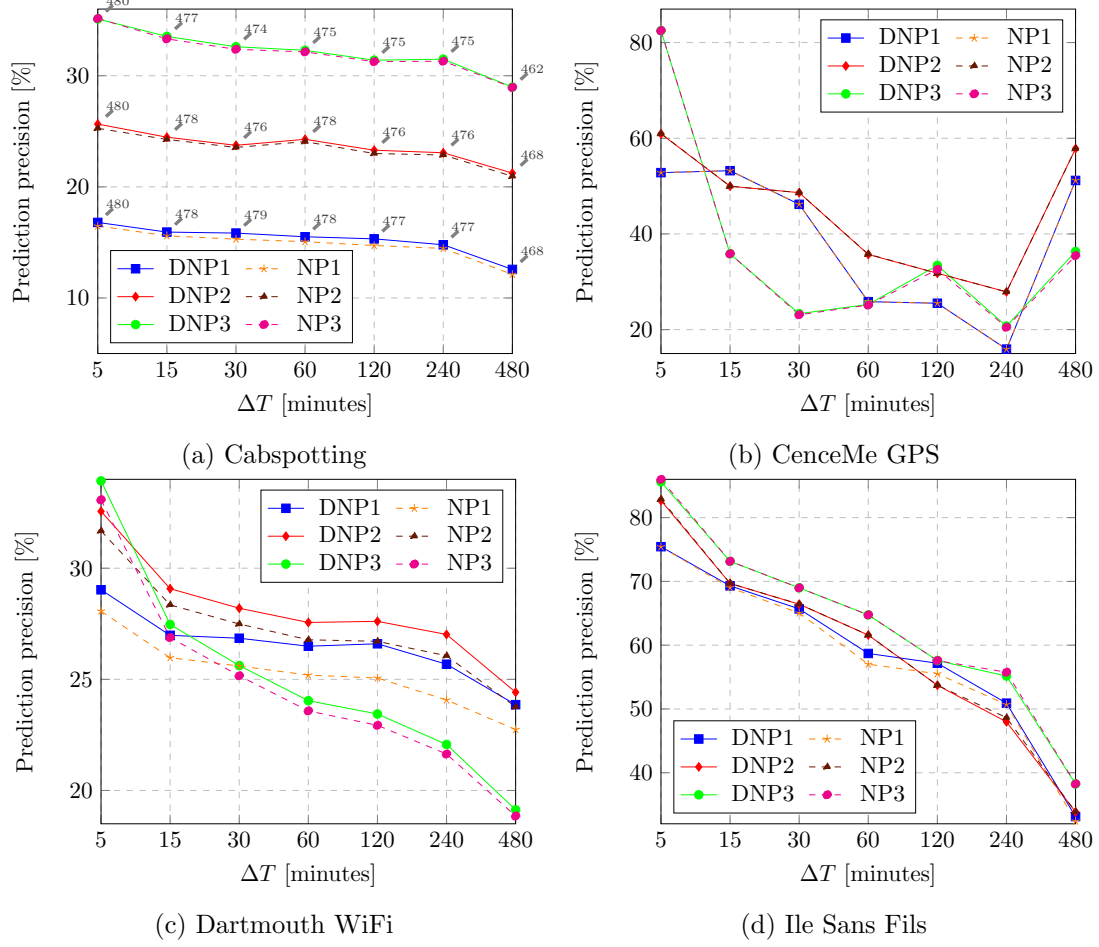 480
477
474
475
475
475
462
480
478
476
478
476
476
468
480
478
479
478
477
477
468
30
20
10
Prediction precision [%]
DNP1 NP1
DNP2 NP2
DNP3 NP3
5 15 30 60 120 240 480
ΔT [minutes]
(a) Cabspotting
80
60
40
20
Prediction precision [%]
DNP1 NP1
DNP2 NP2
DNP3 NP3
5 15 30 60 120 240 480
ΔT [minutes]
(b) CenceMe GPS
30
25
20
Prediction precision [%]
DNP1 NP1
DNP2 NP2
DNP3 NP3
5 15 30 60 120 240 480
ΔT [minutes]
(c) Dartmouth WiFi
80
70
60
50
40
Prediction precision [%]
DNP1 NP1
DNP2 NP2
DNP3 NP3
5 15 30 60 120 240 480
ΔT [minutes]
(d) Ile Sans Fils